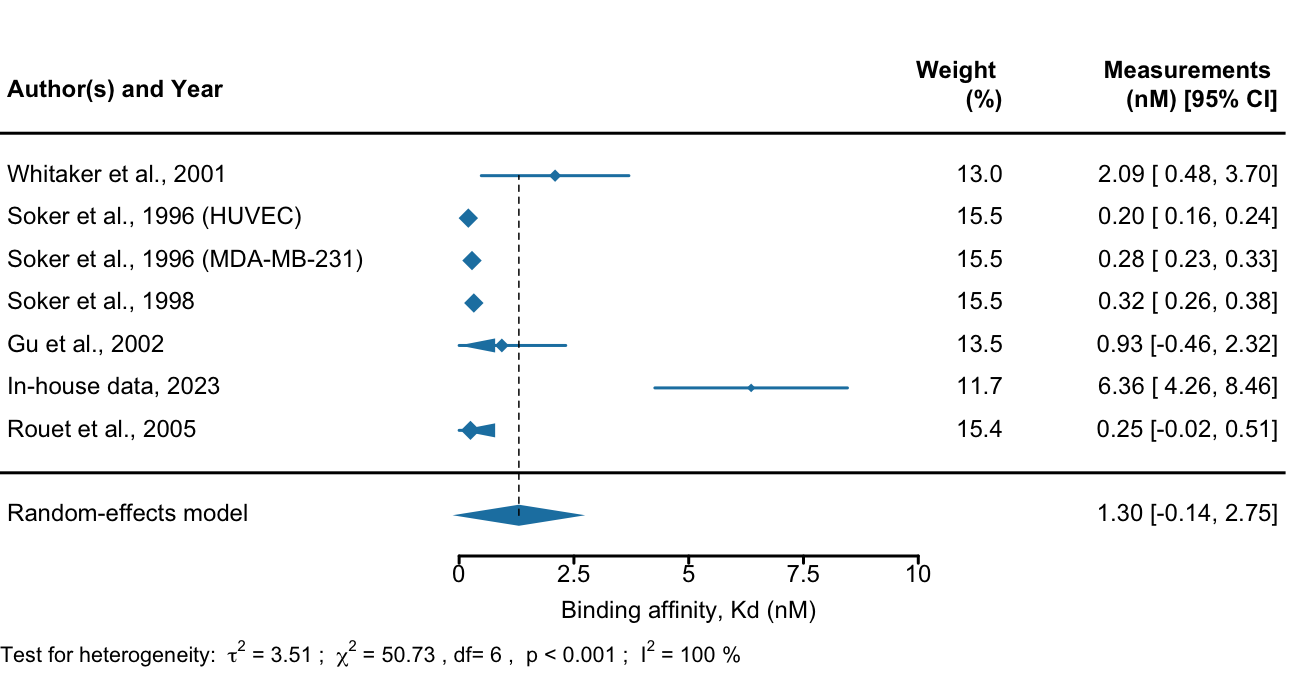 Author(s) and Year Weight (%) Measurements (nM) [95% CI]
Whitaker et al., 2001 13.0 2.09 [ 0.48, 3.70]
Soker et al., 1996 (HUVEC) 15.5 0.20 [ 0.16, 0.24]
Soker et al., 1996 (MDA-MB-231) 15.5 0.28 [ 0.23, 0.33]
Soker et al., 1998 15.5 0.32 [ 0.26, 0.38]
Gu et al., 2002 13.5 0.93 [-0.46, 2.32]
In-house data, 2023 11.7 6.36 [ 4.26, 8.46]
Rouet et al., 2005 15.4 0.25 [-0.02, 0.51]
Random-effects model 1.30 [-0.14, 2.75]
0 2.5 5 7.5 10
Binding affinity, Kd (nM)
Test for heterogeneity: τ² = 3.51 ; χ² = 50.73 , df= 6 , p < 0.001 ; I² = 100 %